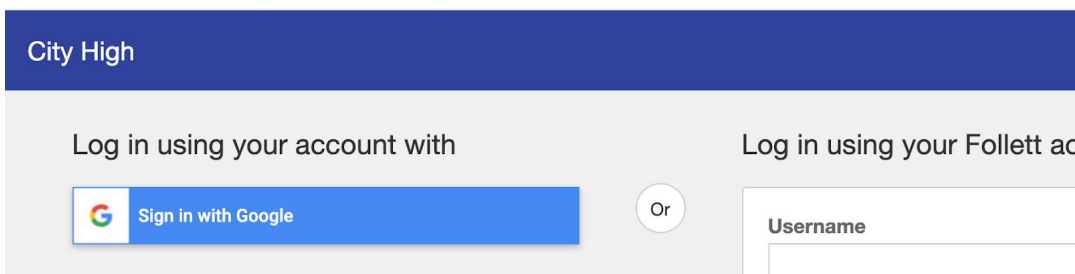 City High
Log in using your account with
Sign in with Google
Or
Log in using your Follett
Username